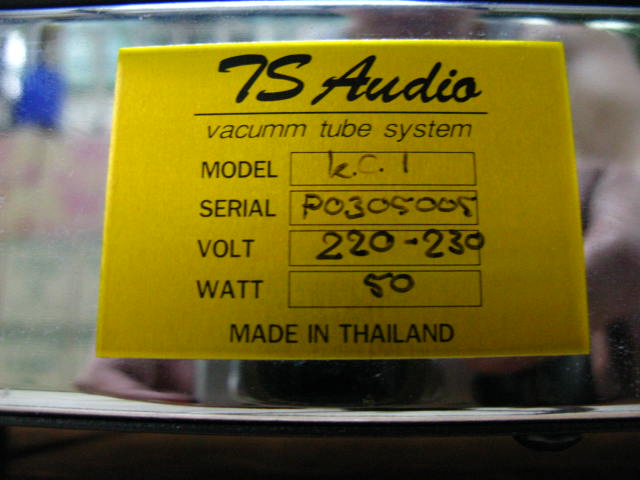 TS Audio
vacumm tube system
MODEL k.C.1
SERIAL P0305005
VOLT 220-230
WATT 50
MADE IN THAILAND